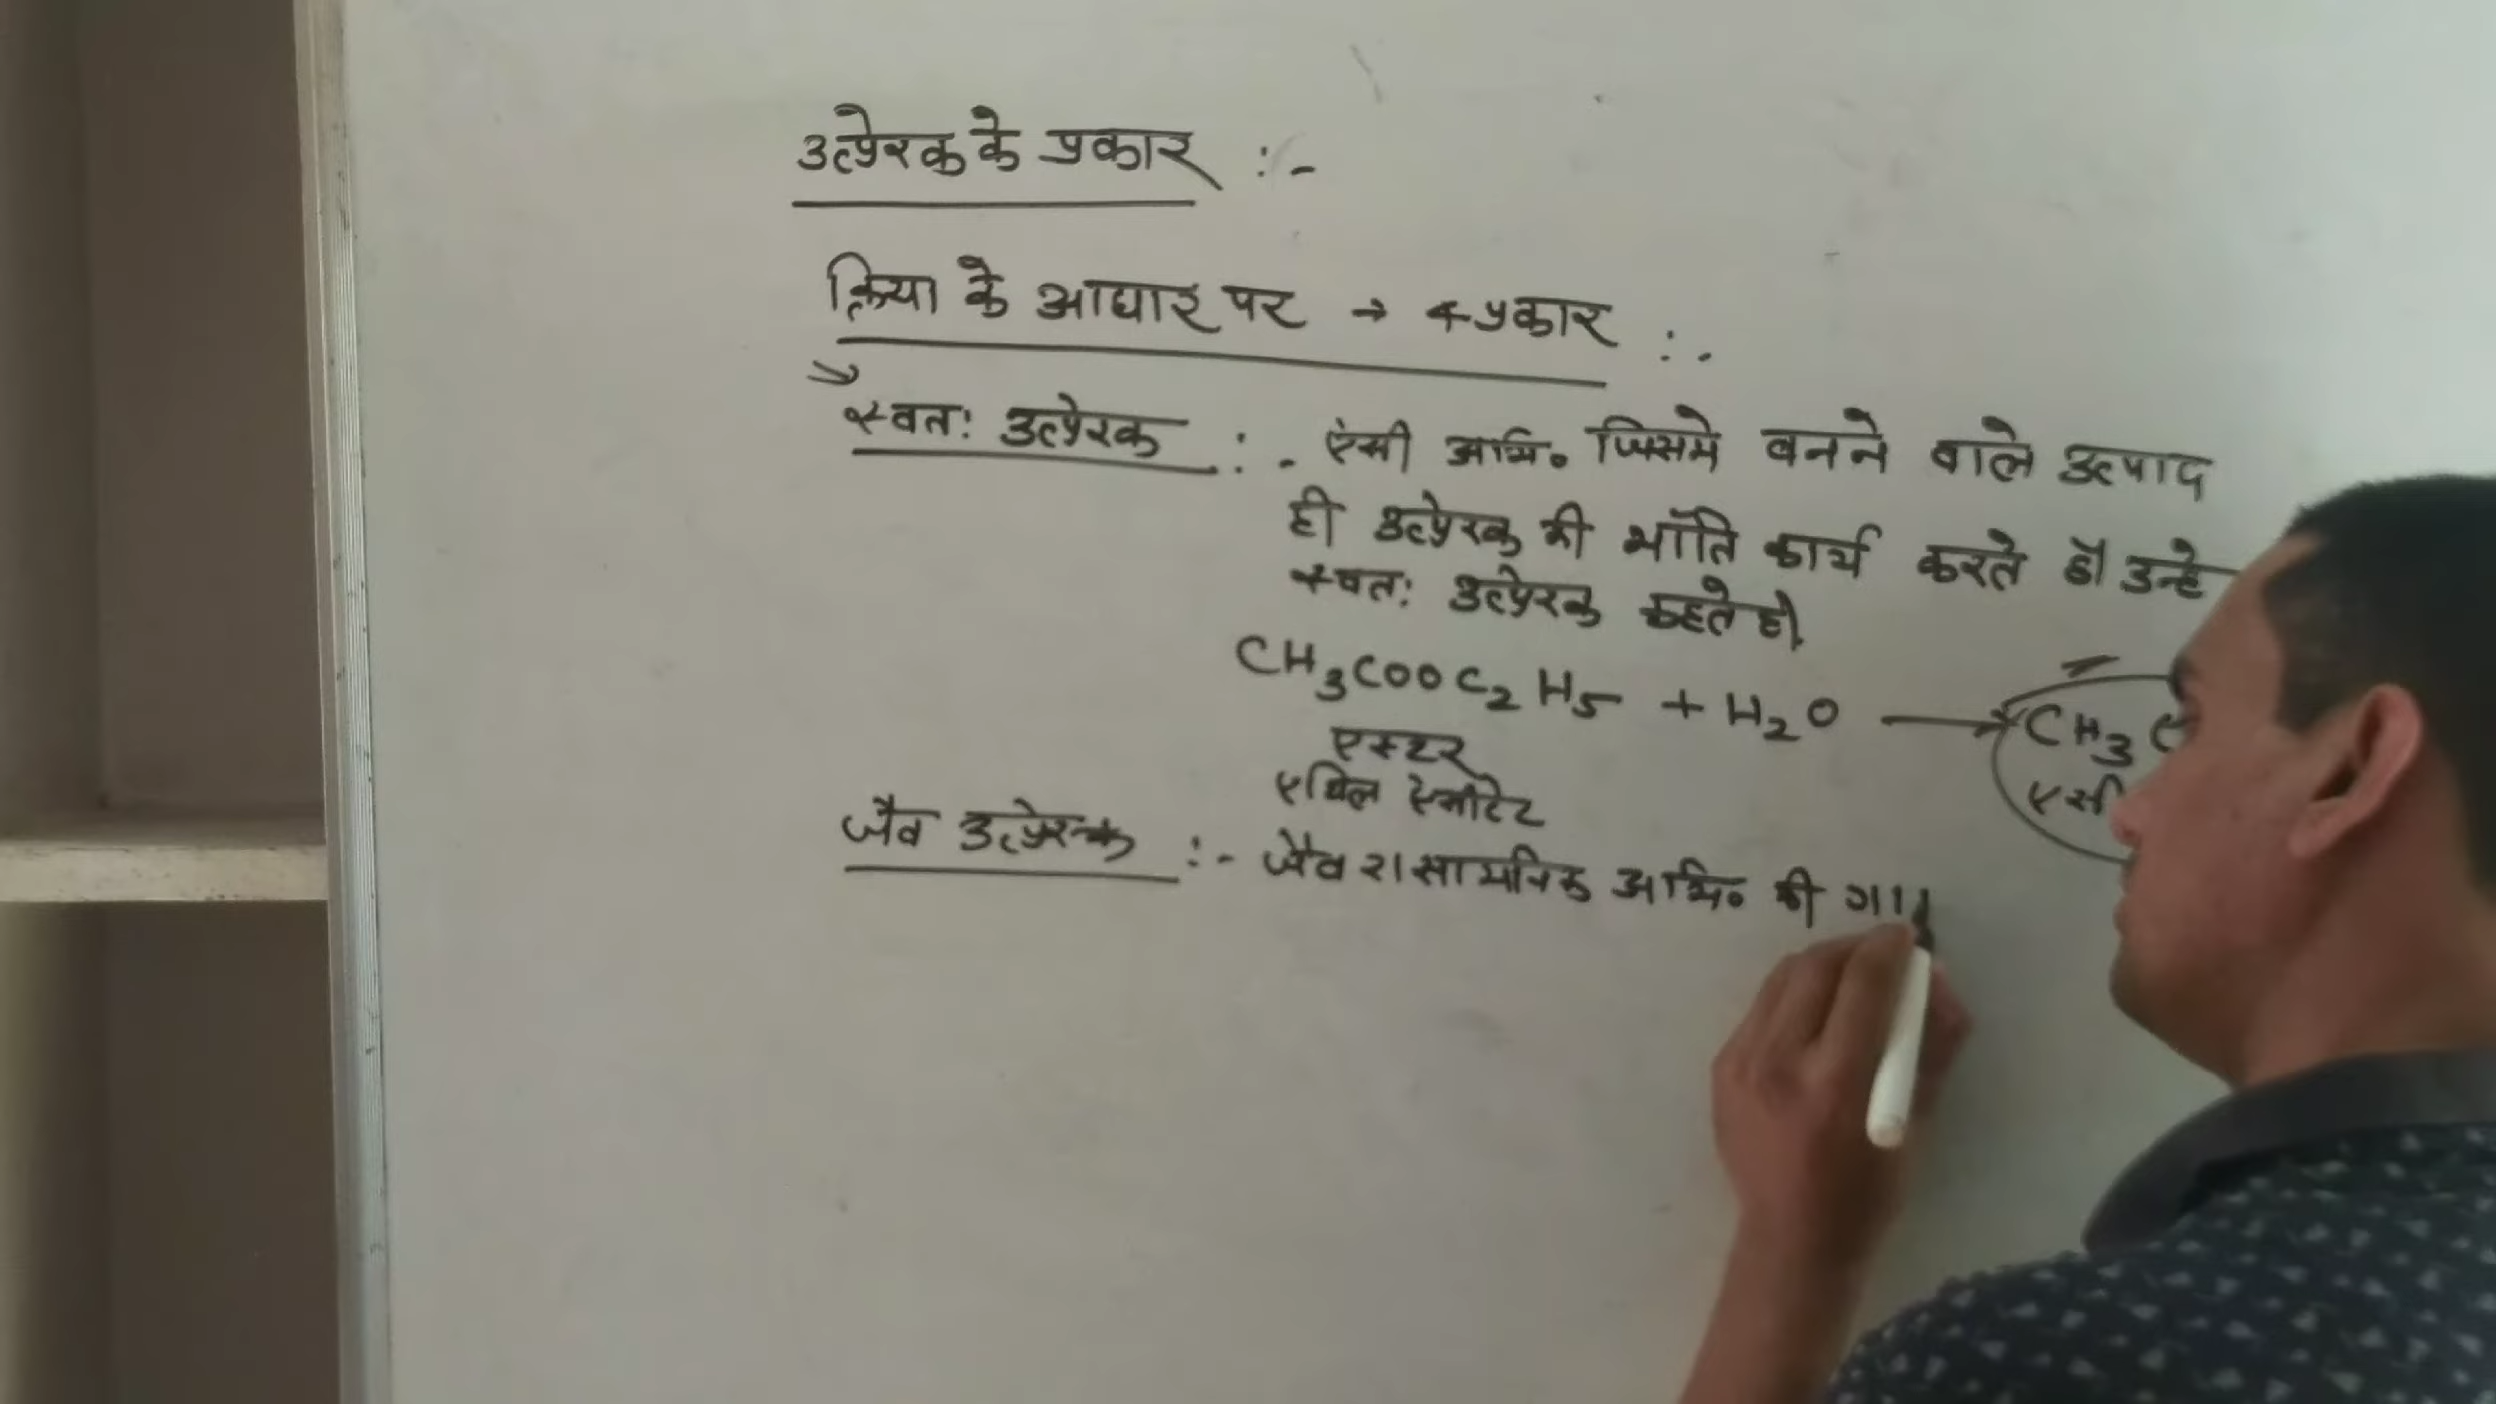 उत्प्रेरक के प्रकार :-
क्रिया के आधार पर → 4 प्रकार :-
स्वतः उत्प्रेरक :- ऐसी अभि० जिसमे बनने वाले उत्पाद
ही उत्प्रेरक की भाँति कार्य करते हैं उन्हे
स्वतः उत्प्रेरक कहते हैं
CH₃COOC₂H₅ + H₂O ⟶ CH₃ C
एस्टर
एथिल ऐसीटेट एसी
जैव उत्प्रेरक :- जैव रासायनिक अभि० की